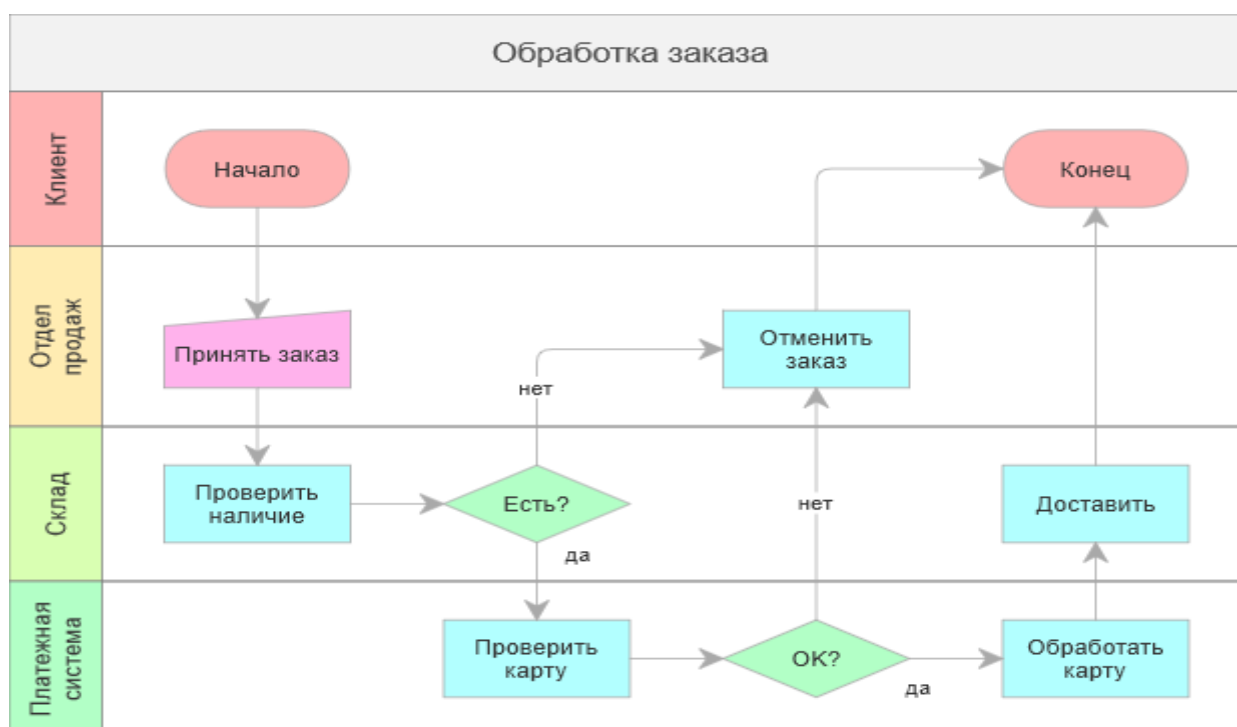 Обработка заказа
Клиент
Начало
Конец
Отдел
продаж
Принять заказ
Отменить
заказ
нет
Склад
Проверить
наличие
Есть?
нет
Доставить
да
Платежная
система
Проверить
карту
OK?
Обработать
карту
да